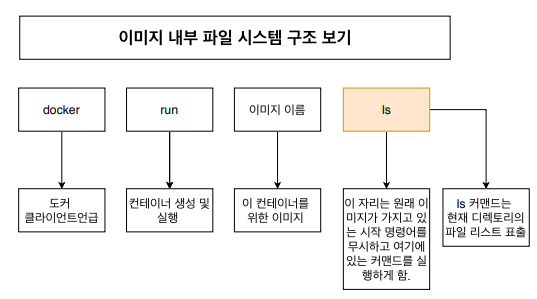 이미지 내부 파일 시스템 구조 보기
docker
run
이미지 이름
ls
도커
클라이언트언급
컨테이너 생성 및
실행
이 컨테이너를
위한 이미지
이 자리는 원래 이
미지가 가지고 있
는 시작 명령어를
무시하고 여기에
있는 커맨드를 실
행하게 함.
ls 커맨드는
현재 디렉토리의
파일 리스트 표출